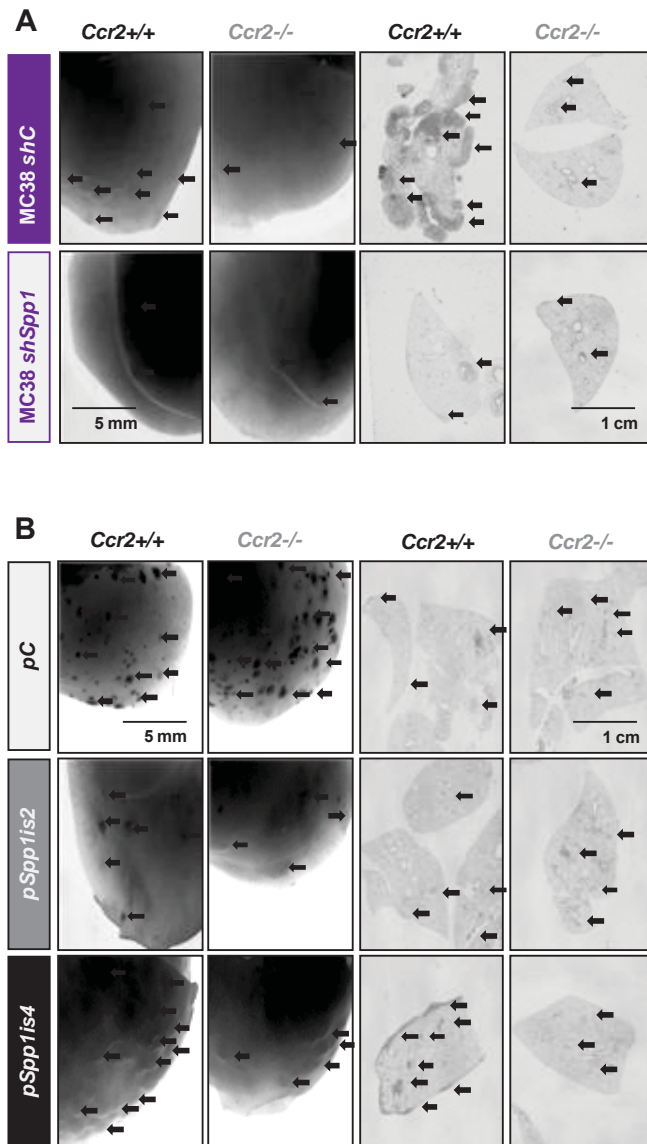 A
Ccr2+/+ Ccr2-/- Ccr2+/+ Ccr2-/-
MC38 shC
MC38 shSpp1
5 mm 1 cm
B
Ccr2+/+ Ccr2-/- Ccr2+/+ Ccr2-/-
pC
5 mm 1 cm
pSpp1is2
pSpp1is4